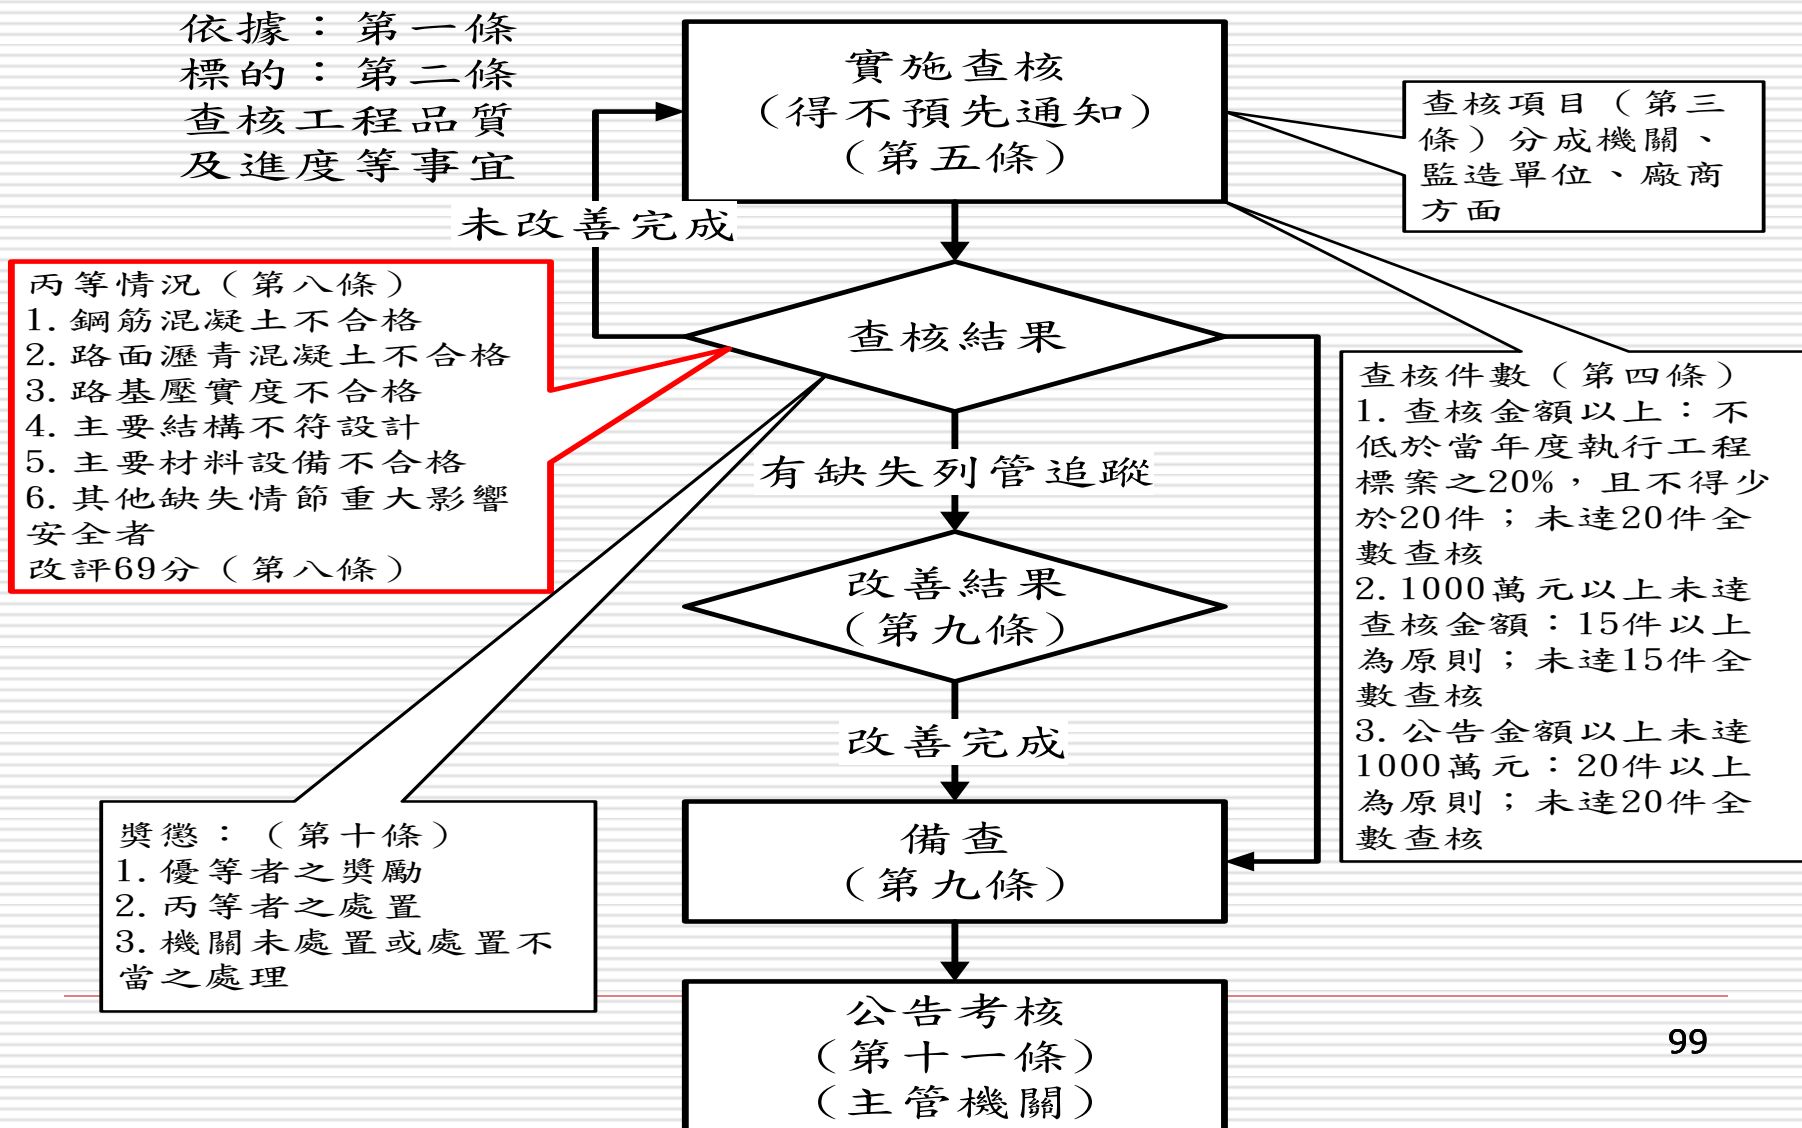 依據：第一條
標的：第二條
查核工程品質
及進度等事宜
實施查核
（得不預先通知）
（第五條）
查核項目（第三
條）分成機關、
監造單位、廠商
方面
未改善完成
丙等情況（第八條）
1.鋼筋混凝土不合格
2.路面瀝青混凝土不合格
3.路基壓實度不合格
4.主要結構不符設計
5.主要材料設備不合格
6.其他缺失情節重大影響
安全者
改評69分（第八條）
查核結果
查核件數（第四條）
1.查核金額以上：不
低於當年度執行工程
標案之20%，且不得少
於20件；未達20件全
數查核
2.1000萬元以上未達
查核金額：15件以上
為原則；未達15件全
數查核
3.公告金額以上未達
1000萬元：20件以上
為原則；未達20件全
數查核
有缺失列管追蹤
改善結果
（第九條）
改善完成
獎懲：（第十條）
1.優等者之獎勵
2.丙等者之處置
3.機關未處置或處置不
當之處理
備查
（第九條）
公告考核
（第十一條）
（主管機關）
99